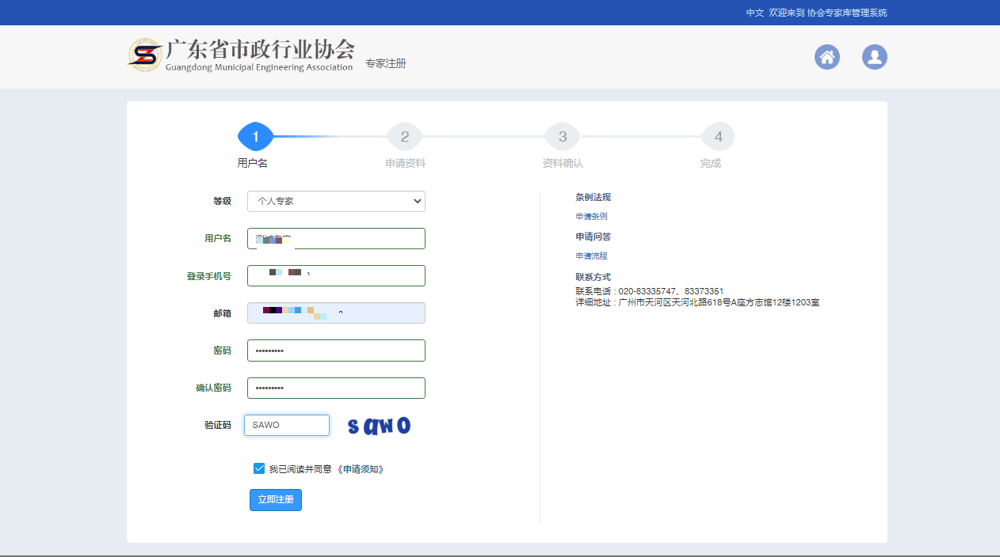 中文 欢迎来到 协会专家库管理系统
广东省市政行业协会
Guangdong Municipal Engineering Association
专家注册
1 2 3 4
用户名 申请资料 资料确认 完成
等级 个人专家
用户名
登录手机号
邮箱
密码 •••••••••
确认密码 •••••••••
验证码 SAWO sawo
我已阅读并同意 《申请须知》
立即注册
条例法规
申请条例
申请问答
申请流程
联系方式
联系电话 : 020-83335747、83373351
详细地址 : 广州市天河区天河北路618号A座方志馆12楼1203室